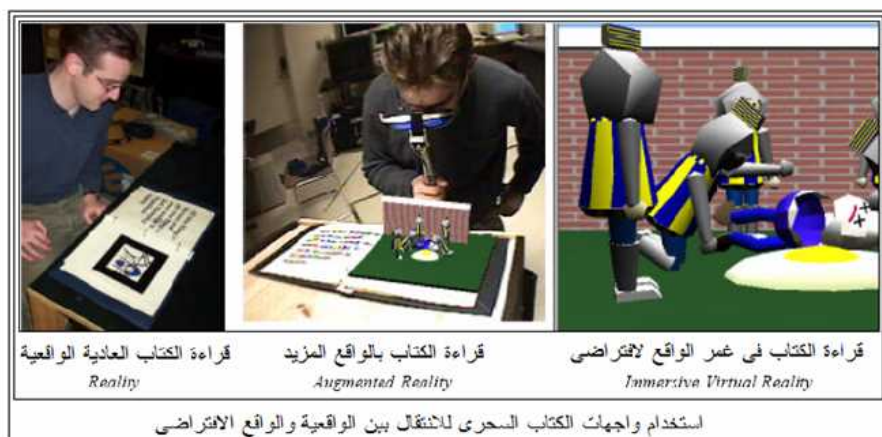 قراءة الكتاب العادية الواقعية
Reality
قراءة الكتاب بالواقع المزيد
Augmented Reality
قراءة الكتاب فى غمر الواقع لافتراضى
Immersive Virtual Reality
استخدام واجهات الكتاب السحرى للانتقال بين الواقعية والواقع الافتراضى